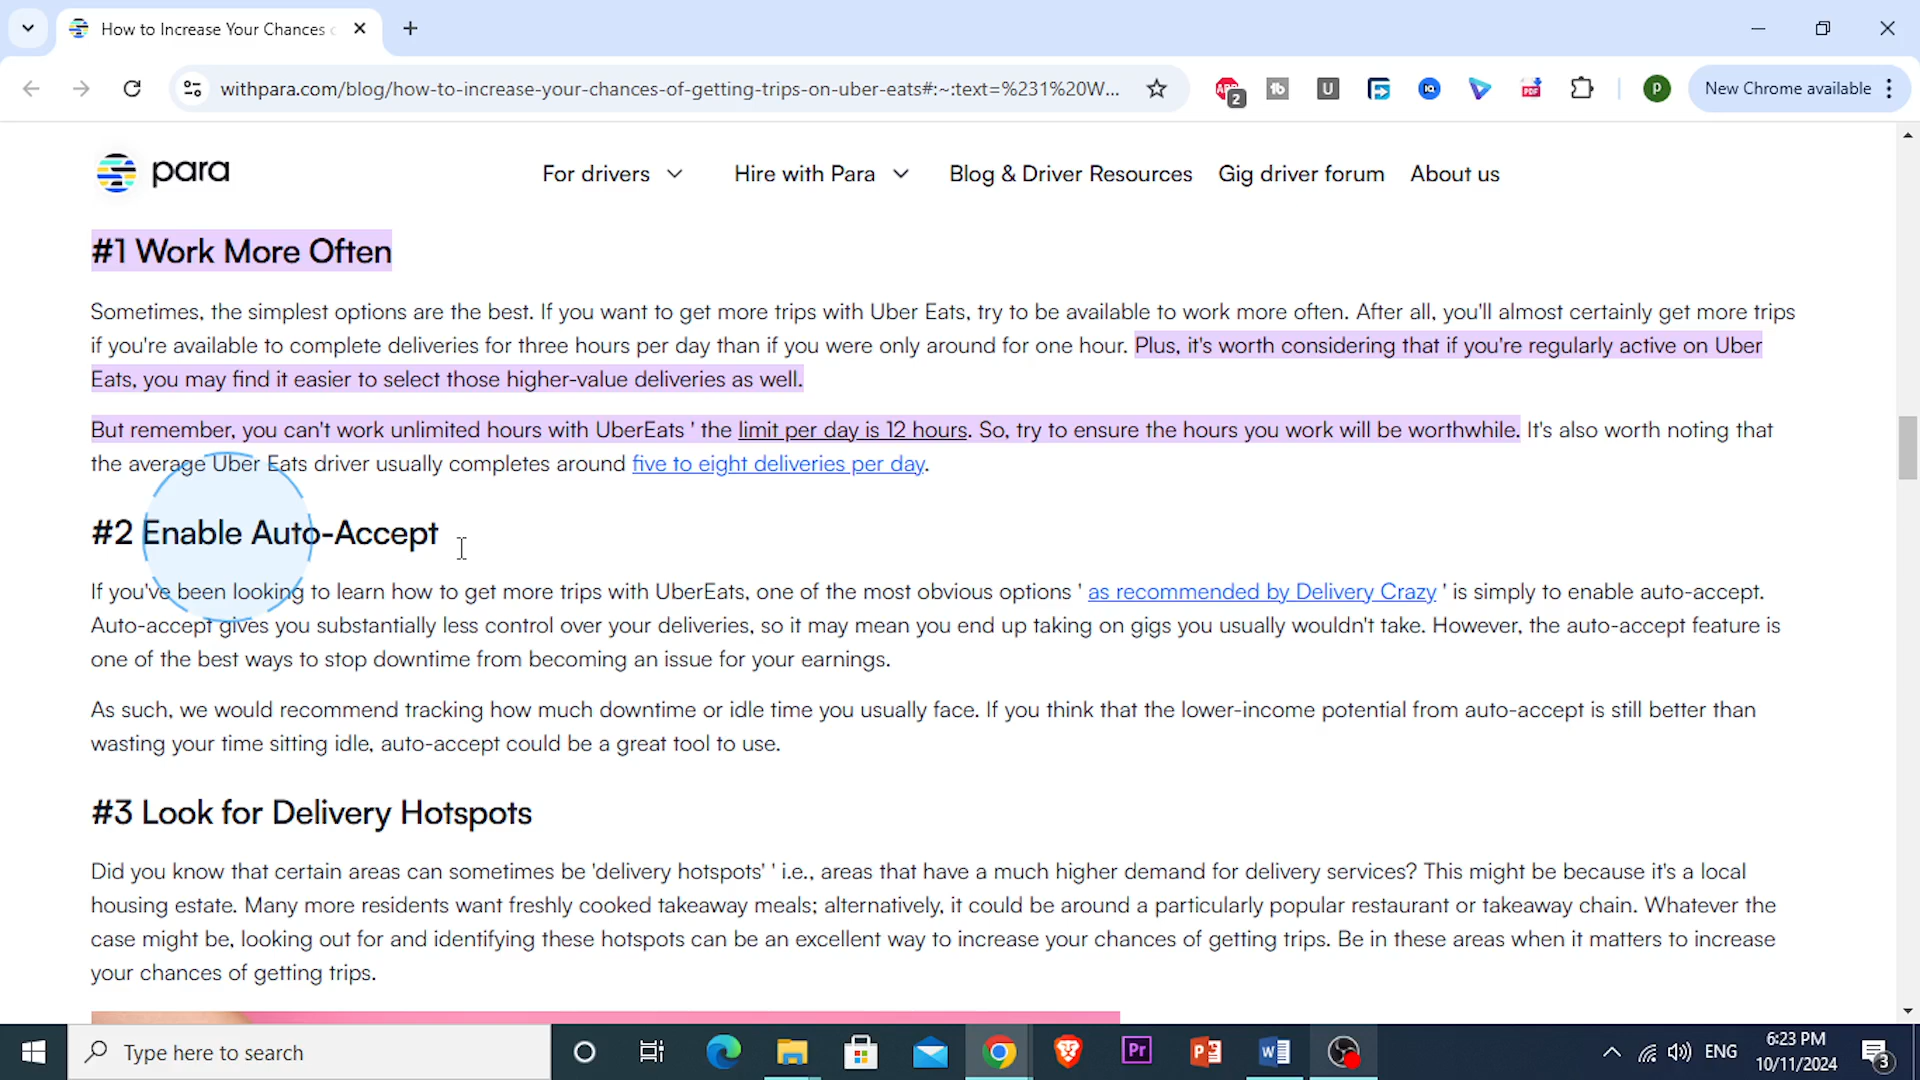 How to Increase Your Chances
withpara.com/blog/how-to-increase-your-chances-of-getting-trips-on-uber-eats#:~:text=%231%20W...
2
U
PDF
P
New Chrome available
para
For drivers
Hire with Para
Blog & Driver Resources
Gig driver forum
About us
#1 Work More Often
Sometimes, the simplest options are the best. If you want to get more trips with Uber Eats, try to be available to work more often. After all, you'll almost certainly get more trips
if you're available to complete deliveries for three hours per day than if you were only around for one hour. Plus, it's worth considering that if you're regularly active on Uber
Eats, you may find it easier to select those higher-value deliveries as well.
But remember, you can't work unlimited hours with UberEats ' the limit per day is 12 hours. So, try to ensure the hours you work will be worthwhile. It's also worth noting that
the average Uber Eats driver usually completes around five to eight deliveries per day.
#2 Enable Auto-Accept
If you've been looking to learn how to get more trips with UberEats, one of the most obvious options ' as recommended by Delivery Crazy ' is simply to enable auto-accept.
Auto-accept gives you substantially less control over your deliveries, so it may mean you end up taking on gigs you usually wouldn't take. However, the auto-accept feature is
one of the best ways to stop downtime from becoming an issue for your earnings.
As such, we would recommend tracking how much downtime or idle time you usually face. If you think that the lower-income potential from auto-accept is still better than
wasting your time sitting idle, auto-accept could be a great tool to use.
#3 Look for Delivery Hotspots
Did you know that certain areas can sometimes be 'delivery hotspots' ' i.e., areas that have a much higher demand for delivery services? This might be because it's a local
housing estate. Many more residents want freshly cooked takeaway meals; alternatively, it could be around a particularly popular restaurant or takeaway chain. Whatever the
case might be, looking out for and identifying these hotspots can be an excellent way to increase your chances of getting trips. Be in these areas when it matters to increase
your chances of getting trips.
Type here to search
Pr
ENG
6:23 PM
10/11/2024
3